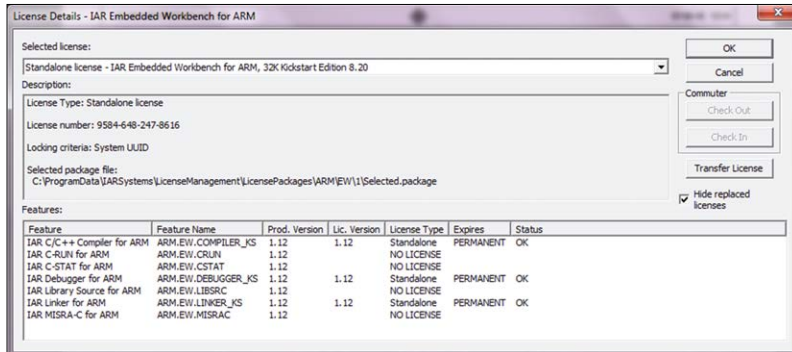 License Details - IAR Embedded Workbench for ARM
Selected license:
Standalone license - IAR Embedded Workbench for ARM, 32K Kickstart Edition 8.20
OK
Cancel
Description:
License Type: Standalone license
License number: 9584-648-247-8616
Locking criteria: System UUID
Selected package file:
C:\ProgramData\IARSystems\LicenseManagement\LicensePackages\ARM\EW\1\Selected.package
Commuter
Check Out
Check In
Transfer License
Hide replaced
licenses
Features:
Feature Feature Name Prod. Version Lic. Version License Type Expires Status
IAR C/C++ Compiler for ARM ARM.EW.COMPILER_KS 1.12 1.12 Standalone PERMANENT OK
IAR C-RUN for ARM ARM.EW.CRUN 1.12 NO LICENSE
IAR C-STAT for ARM ARM.EW.CSTAT 1.12 NO LICENSE
IAR Debugger for ARM ARM.EW.DEBUGGER_KS 1.12 1.12 Standalone PERMANENT OK
IAR Library Source for ARM ARM.EW.LIBSRC 1.12 NO LICENSE
IAR Linker for ARM ARM.EW.LINKER_KS 1.12 1.12 Standalone PERMANENT OK
IAR MISRA-C for ARM ARM.EW.MISRAC 1.12 NO LICENSE